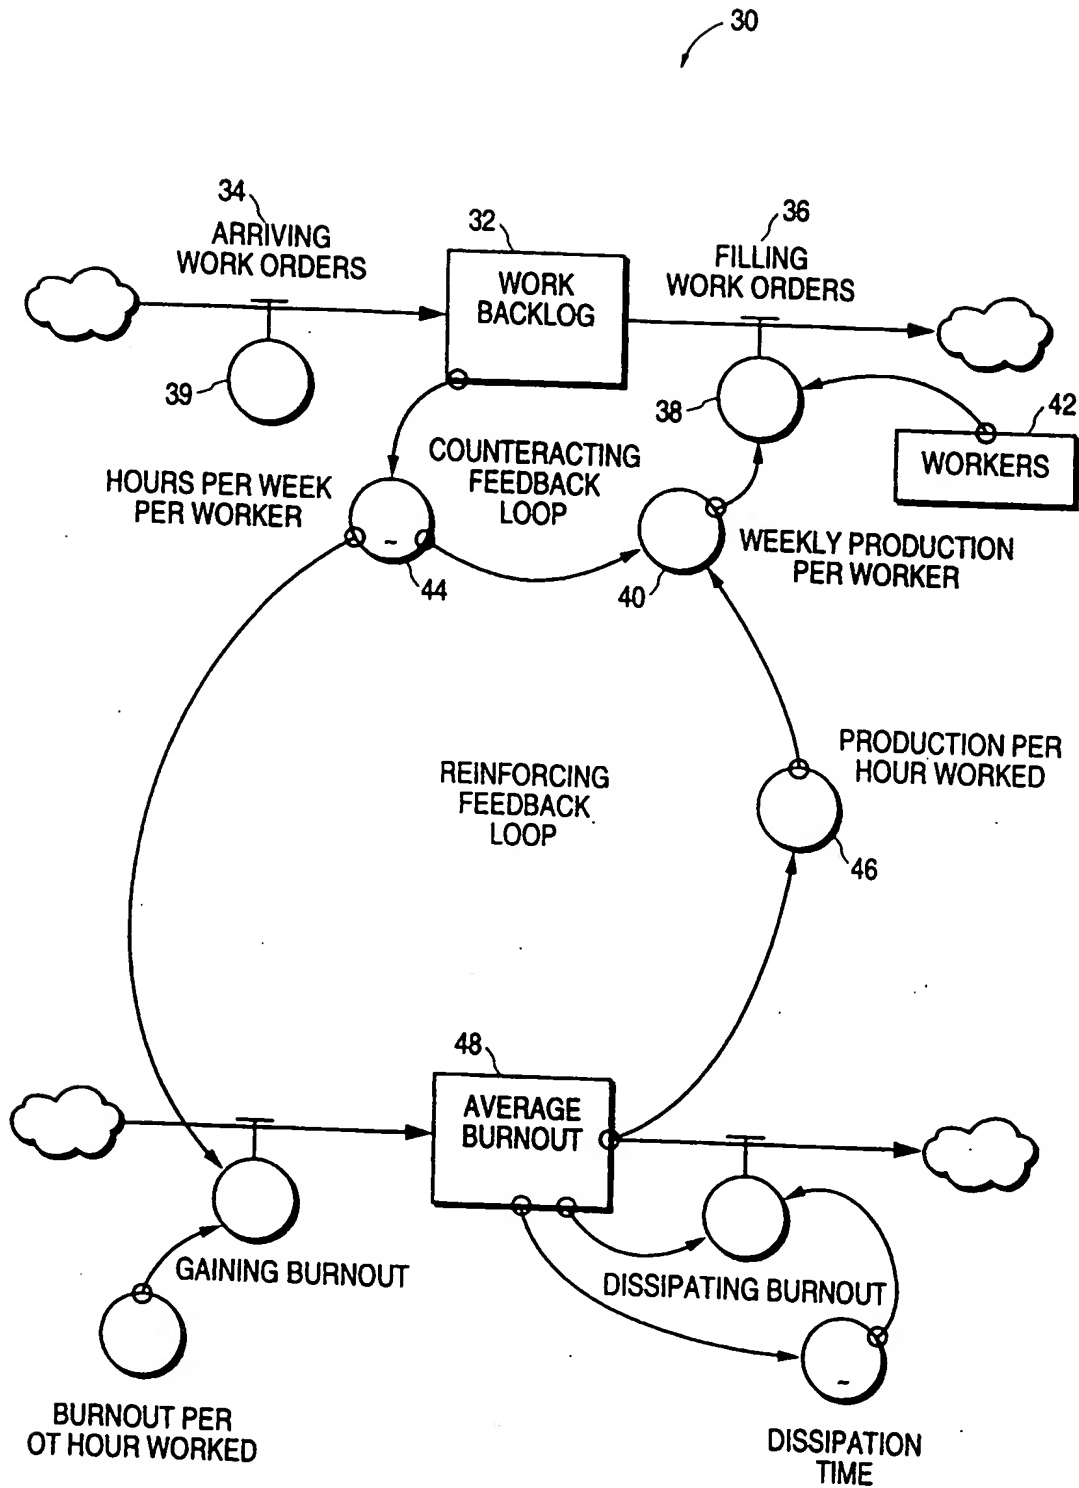 30
34
ARRIVING
WORK ORDERS
32
WORK
BACKLOG
36
FILLING
WORK ORDERS
39
38
42
WORKERS
HOURS PER WEEK
PER WORKER
COUNTERACTING
FEEDBACK
LOOP
~
44
40
WEEKLY PRODUCTION
PER WORKER
PRODUCTION PER
HOUR WORKED
REINFORCING
FEEDBACK
LOOP
46
48
AVERAGE
BURNOUT
GAINING BURNOUT
DISSIPATING BURNOUT
~
BURNOUT PER
OT HOUR WORKED
DISSIPATION
TIME